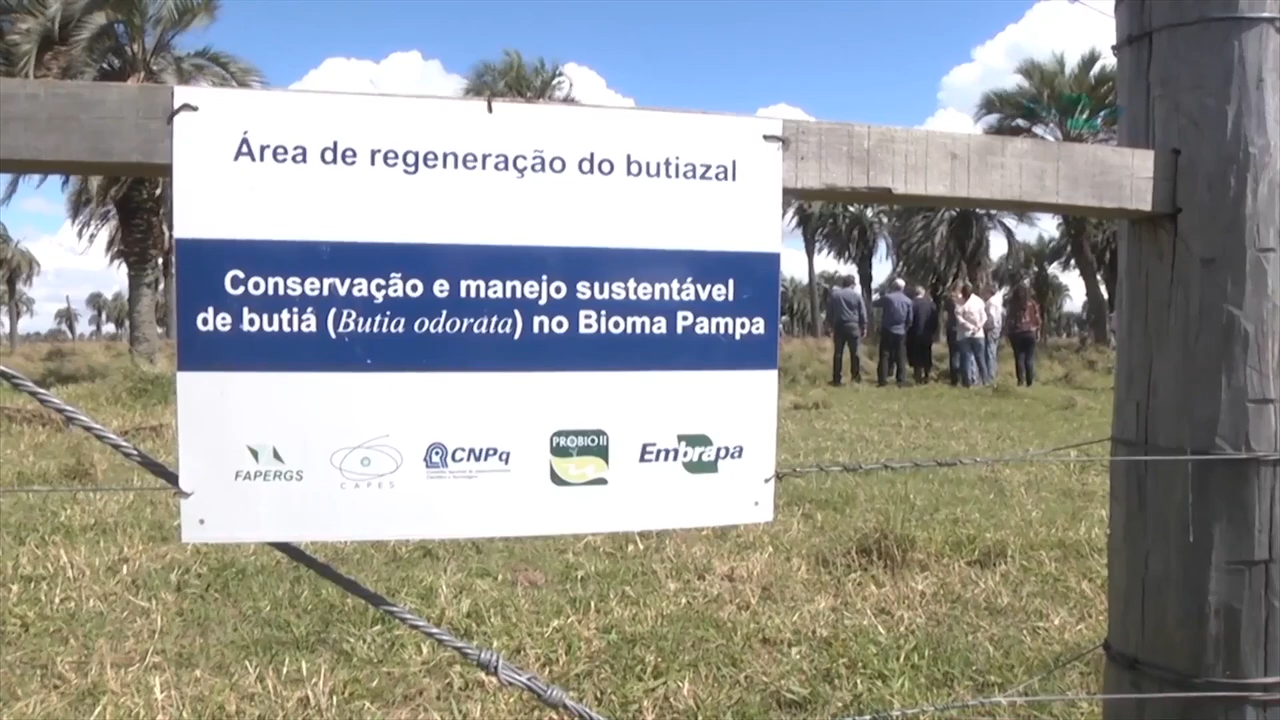 Área de regeneração do butiazal
Conservação e manejo sustentável
de butiá (Butia odorata) no Bioma Pampa
FAPERGS
CAPES
CNPq
PROBIO II
Embrapa